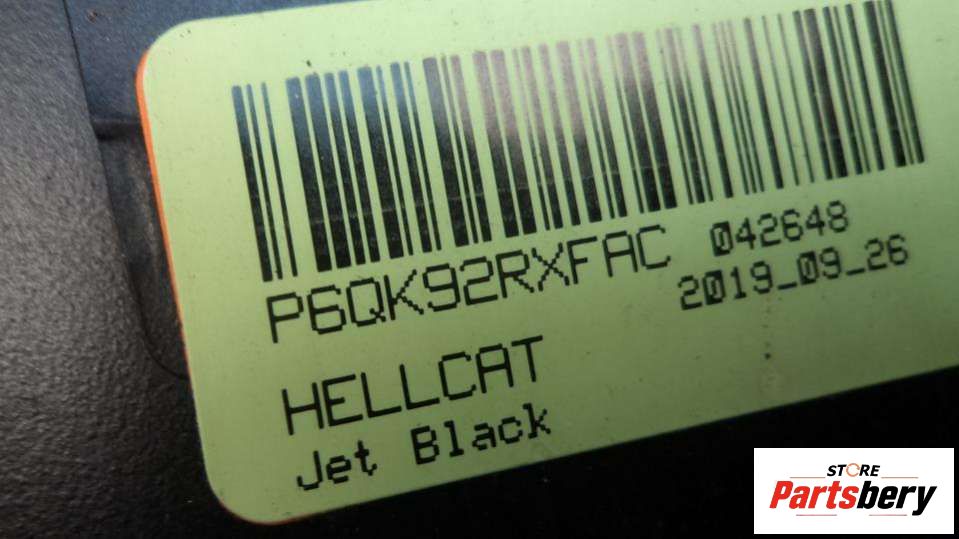 P6QK92RXFAC 042648
2019_09_26
HELLCAT
Jet Black
STORE
Partsbery